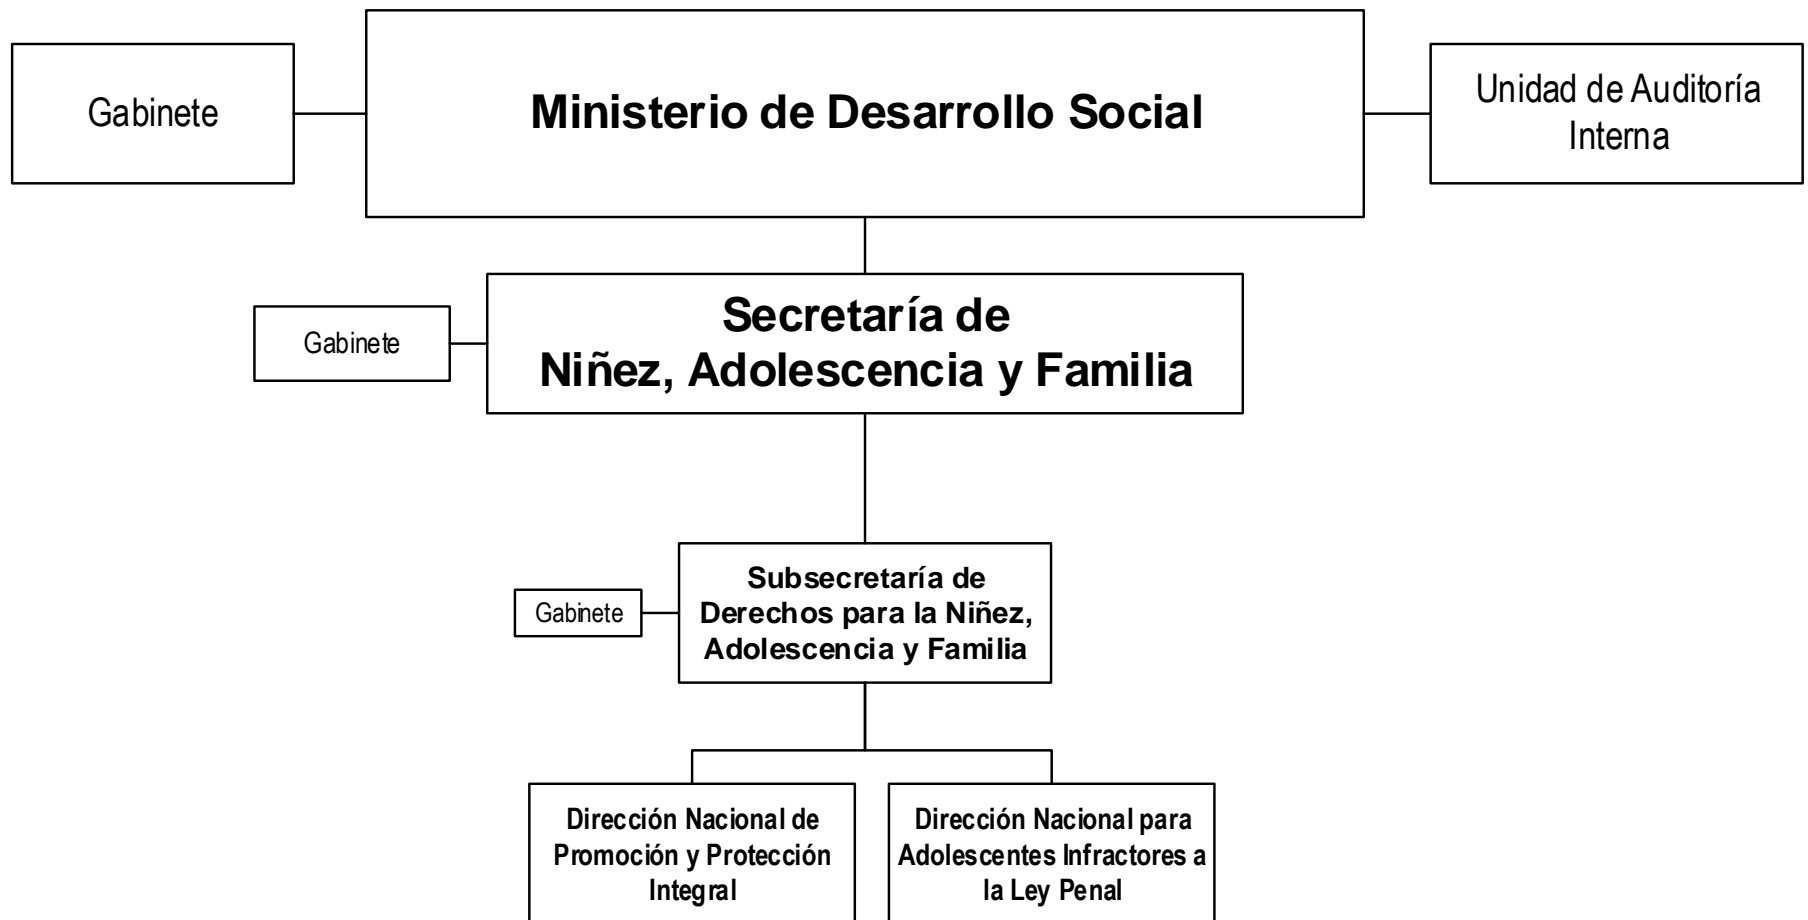 Gabinete
Ministerio de Desarrollo Social
Unidad de Auditoría
Interna
Gabinete
Secretaría de
Niñez, Adolescencia y Familia
Gabinete
Subsecretaría de
Derechos para la Niñez,
Adolescencia y Familia
Dirección Nacional de
Promoción y Protección
Integral
Dirección Nacional para
Adolescentes Infractores a
la Ley Penal